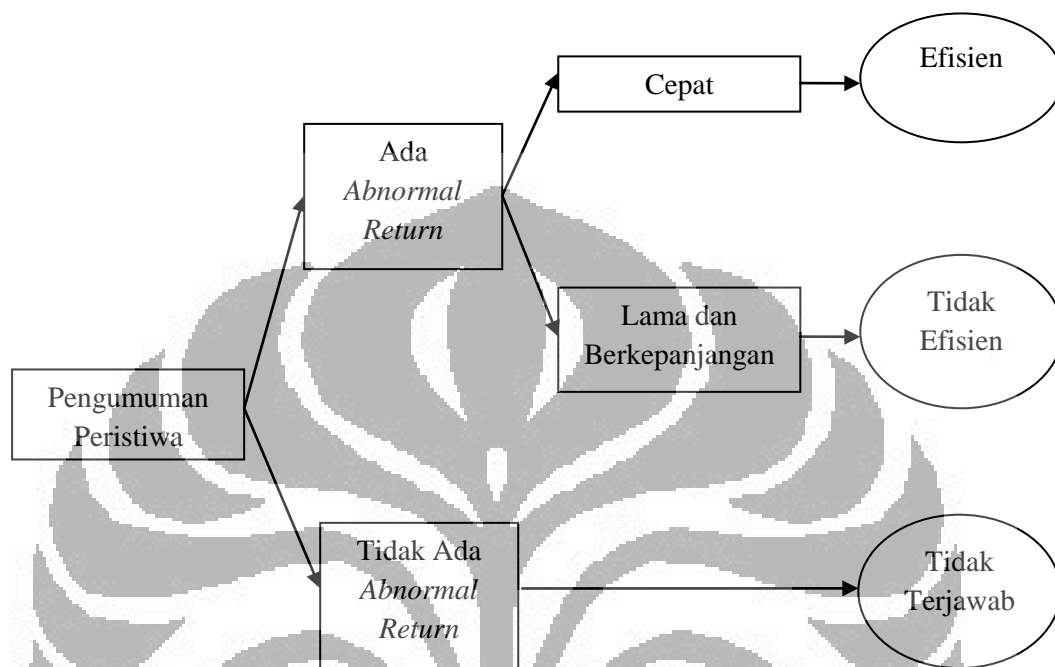 Cepat
Efisien
Ada
Abnormal
Return
Lama dan
Berkepanjangan
Tidak
Efisien
Pengumuman
Peristiwa
Tidak Ada
Abnormal
Return
Tidak
Terjawab